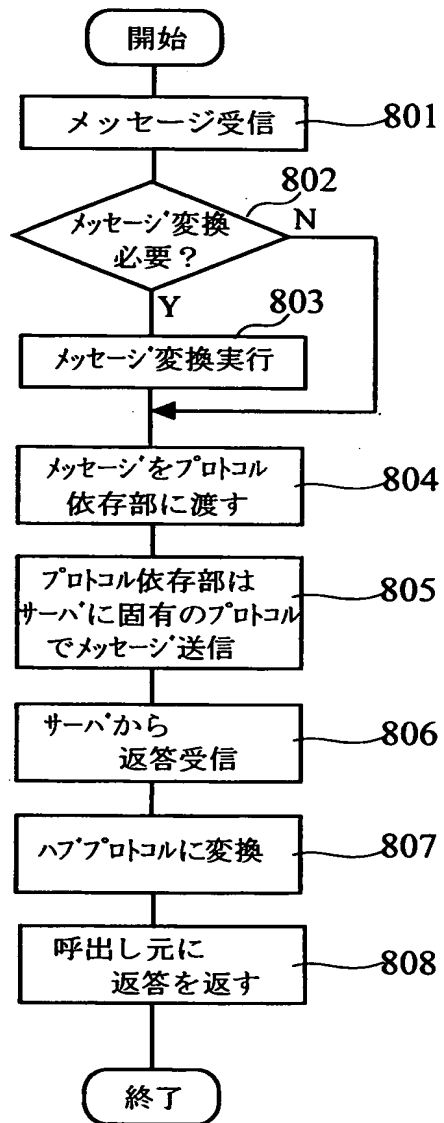 開始
メッセージ受信
801
802
メッセージ変換
必要？
N
Y
803
メッセージ変換実行
メッセージをプロトコル
依存部に渡す
804
プロトコル依存部は
サーバに固有のプロトコル
でメッセージ送信
805
サーバから
返答受信
806
ハブプロトコルに変換
807
呼出し元に
返答を返す
808
終了